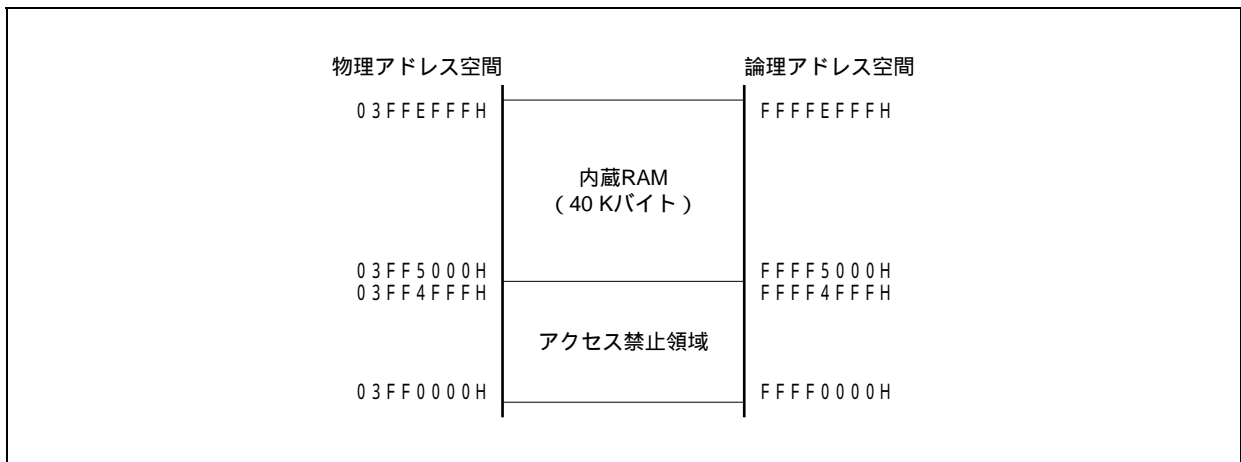 物理アドレス空間 論理アドレス空間
03FFEFFFH FFFFEFFFH
内蔵RAM
（40 Kバイト）
03FF5000H FFFF5000H
03FF4FFFH FFFF4FFFH
アクセス禁止領域
03FF0000H FFFF0000H